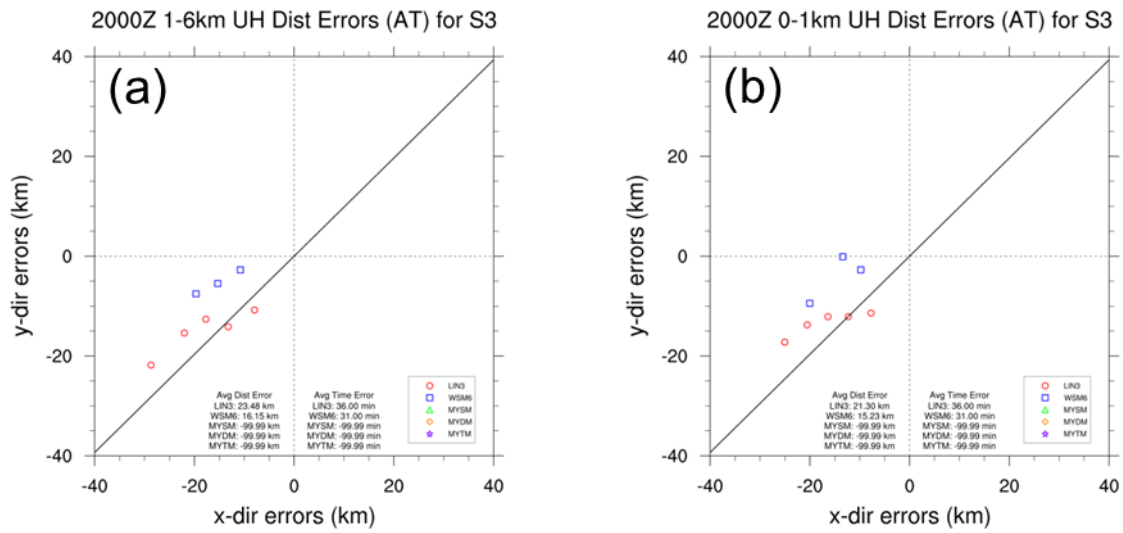 2000Z 1-6km UH Dist Errors (AT) for S3
(a)
40
20
0
-20
-40
y-dir errors (km)
-40 -20 0 20 40
x-dir errors (km)
Avg Dist Error
LIN3: 23.48 km
WSM6: 16.15 km
MYSM: -99.99 km
MYDM: -99.99 km
MYTM: -99.99 km
Avg Time Error
LIN3: 36.00 min
WSM6: 31.00 min
MYSM: -99.99 min
MYDM: -99.99 min
MYTM: -99.99 min
LIN3
WSM6
MYSM
MYDM
MYTM
2000Z 0-1km UH Dist Errors (AT) for S3
(b)
40
20
0
-20
-40
y-dir errors (km)
-40 -20 0 20 40
x-dir errors (km)
Avg Dist Error
LIN3: 21.30 km
WSM6: 15.23 km
MYSM: -99.99 km
MYDM: -99.99 km
MYTM: -99.99 km
Avg Time Error
LIN3: 36.00 min
WSM6: 31.00 min
MYSM: -99.99 min
MYDM: -99.99 min
MYTM: -99.99 min
LIN3
WSM6
MYSM
MYDM
MYTM